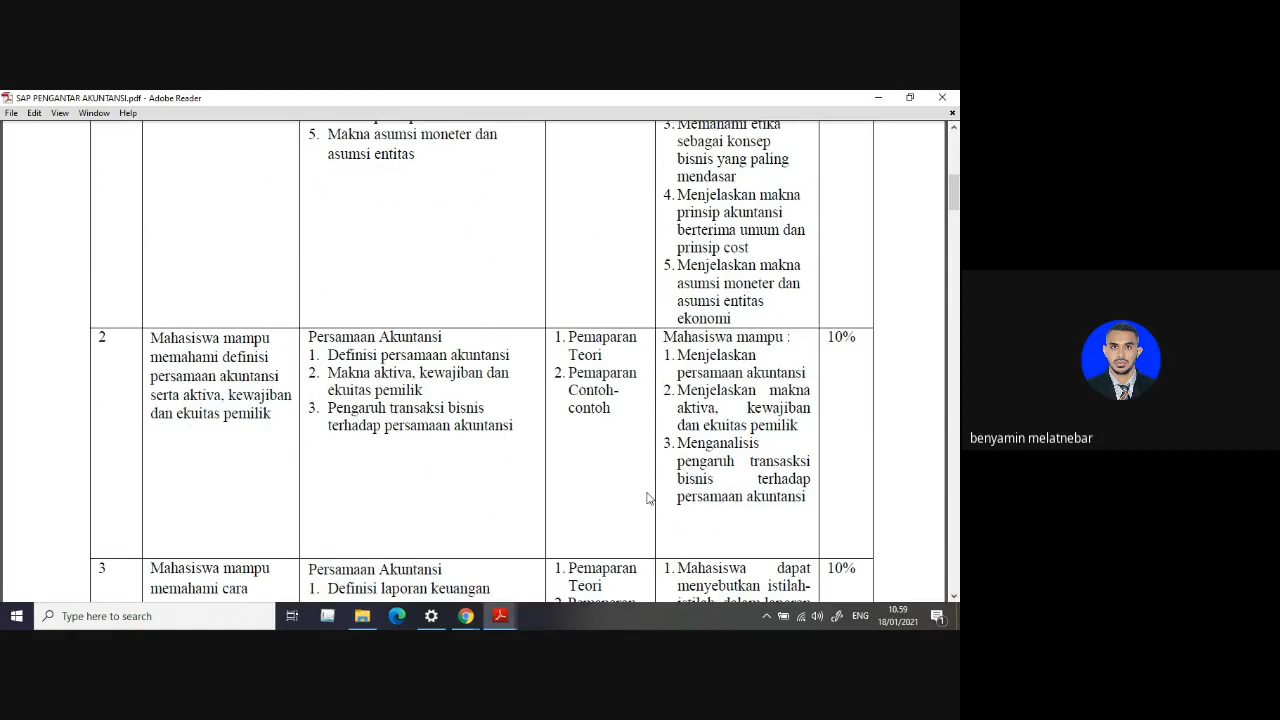 SAP PENGANTAR AKUNTANSI.pdf - Adobe Reader
File Edit View Window Help
5. Makna asumsi moneter dan
asumsi entitas
3. Memahami etika
sebagai konsep
bisnis yang paling
mendasar
4. Menjelaskan makna
prinsip akuntansi
berterima umum dan
prinsip cost
5. Menjelaskan makna
asumsi moneter dan
asumsi entitas
ekonomi
2
Mahasiswa mampu
memahami definisi
persamaan akuntansi
serta aktiva, kewajiban
dan ekuitas pemilik
Persamaan Akuntansi
1. Definisi persamaan akuntansi
2. Makna aktiva, kewajiban dan
ekuitas pemilik
3. Pengaruh transaksi bisnis
terhadap persamaan akuntansi
1. Pemaparan
Teori
2. Pemaparan
Contoh-
contoh
Mahasiswa mampu :
1. Menjelaskan
persamaan akuntansi
2. Menjelaskan makna
aktiva, kewajiban
dan ekuitas pemilik
3. Menganalisis
pengaruh transasksi
bisnis terhadap
persamaan akuntansi
10%
3
Mahasiswa mampu
memahami cara
Persamaan Akuntansi
1. Definisi laporan keuangan
1. Pemaparan
Teori
2. Pemaparan
1. Mahasiswa dapat
menyebutkan istilah-
istilah dalam laporan
10%
Type here to search
ENG
10.59
18/01/2021
1
benyamin melatnebar